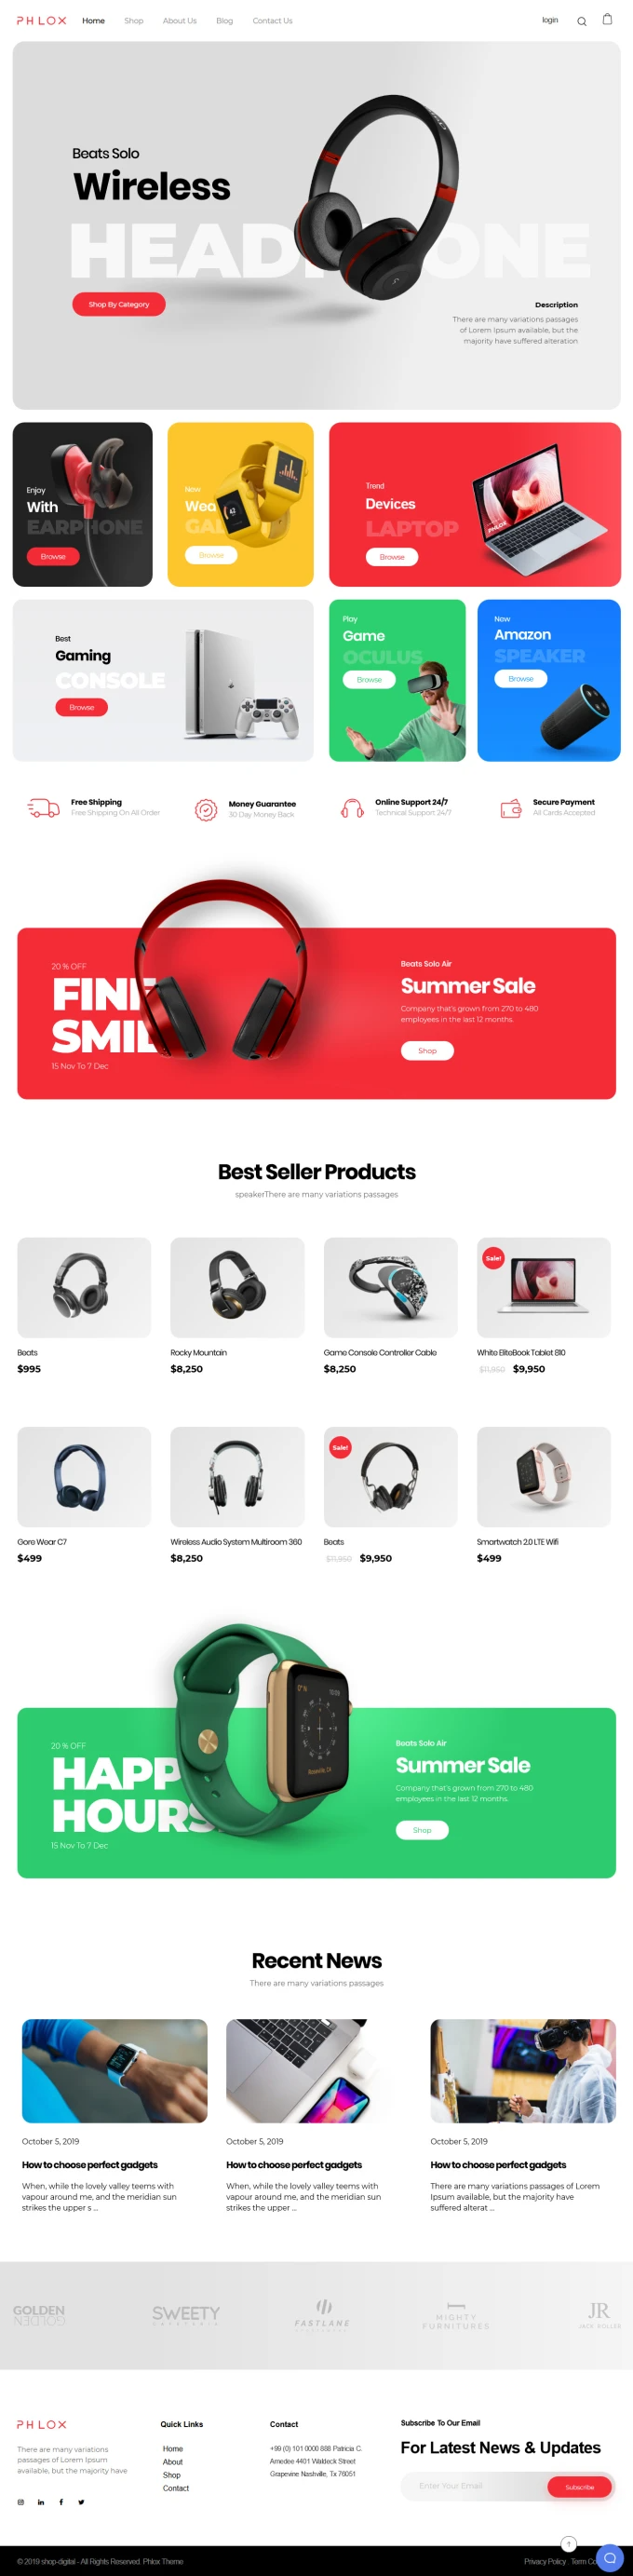 PHLOX Home Shop About Us Blog Contact Us login
Beats Solo
Wireless
HEAD ONE
Shop By Category
Description
There are many variations passages
of Lorem Ipsum available, but the
majority have suffered alteration
Enjoy
With
EARPHONE
Browse
New
Wea
GA
Browse
Trend
Devices
LAPTOP
Browse
PHLOX
Best
Gaming
CONSOLE
Browse
Play
Game
OCULUS
Browse
New
Amazon
SPEAKER
Browse
Free Shipping
Free Shipping On All Order
Money Guarantee
30 Day Money Back
Online Support 24/7
Technical Support 24/7
Secure Payment
All Cards Accepted
20 % OFF
FINE
SMIL
15 Nov To 7 Dec
Beats Solo Air
Summer Sale
Company that's grown from 270 to 480
employees in the last 12 months.
Shop
Best Seller Products
speakerThere are many variations passages
Beats
$995
Rocky Mountain
$8,250
Game Console Controller Cable
$8,250
Sale!
White EliteBook Tablet 810
$11,950 $9,950
Gore Wear C7
$499
Wireless Audio System Multiroom 360
$8,250
Sale!
Beats
$11,950 $9,950
Smartwatch 2.0 LTE Wifi
$499
20 % OFF
HAPP
HOURS
15 Nov To 7 Dec
Beats Solo Air
Summer Sale
Company that's grown from 270 to 480
employees in the last 12 months.
Shop
Recent News
There are many variations passages
October 5, 2019
How to choose perfect gadgets
When, while the lovely valley teems with
vapour around me, and the meridian sun
strikes the upper s ...
October 5, 2019
How to choose perfect gadgets
When, while the lovely valley teems with
vapour around me, and the meridian sun
strikes the upper ...
October 5, 2019
How to choose perfect gadgets
There are many variations passages of Lorem
Ipsum available, but the majority have
suffered alterat ...
GOLDEN
GOLDEN
SWEETY
FASTLANE
MIGHTY
FURNITURES
JR
JACK ROLLER
PHLOX
There are many variations
passages of Lorem Ipsum
available, but the majority have
Quick Links
Home
About
Shop
Contact
Contact
+99 (0) 101 0000 888 Patricia C.
Amedee 4401 Waldeck Street
Grapevine Nashville, Tx 76051
Subscribe To Our Email
For Latest News & Updates
Enter Your Email
Subscribe
© 2019 shop-digital - All Rights Reserved. Phlox Theme
Privacy Policy Term Co